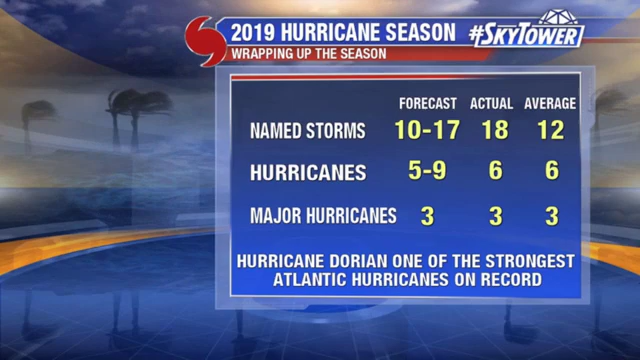 2019 HURRICANE SEASON #SKYTOWER
WRAPPING UP THE SEASON
FORECAST ACTUAL AVERAGE
NAMED STORMS 10-17 18 12
HURRICANES 5-9 6 6
MAJOR HURRICANES 3 3 3
HURRICANE DORIAN ONE OF THE STRONGEST
ATLANTIC HURRICANES ON RECORD